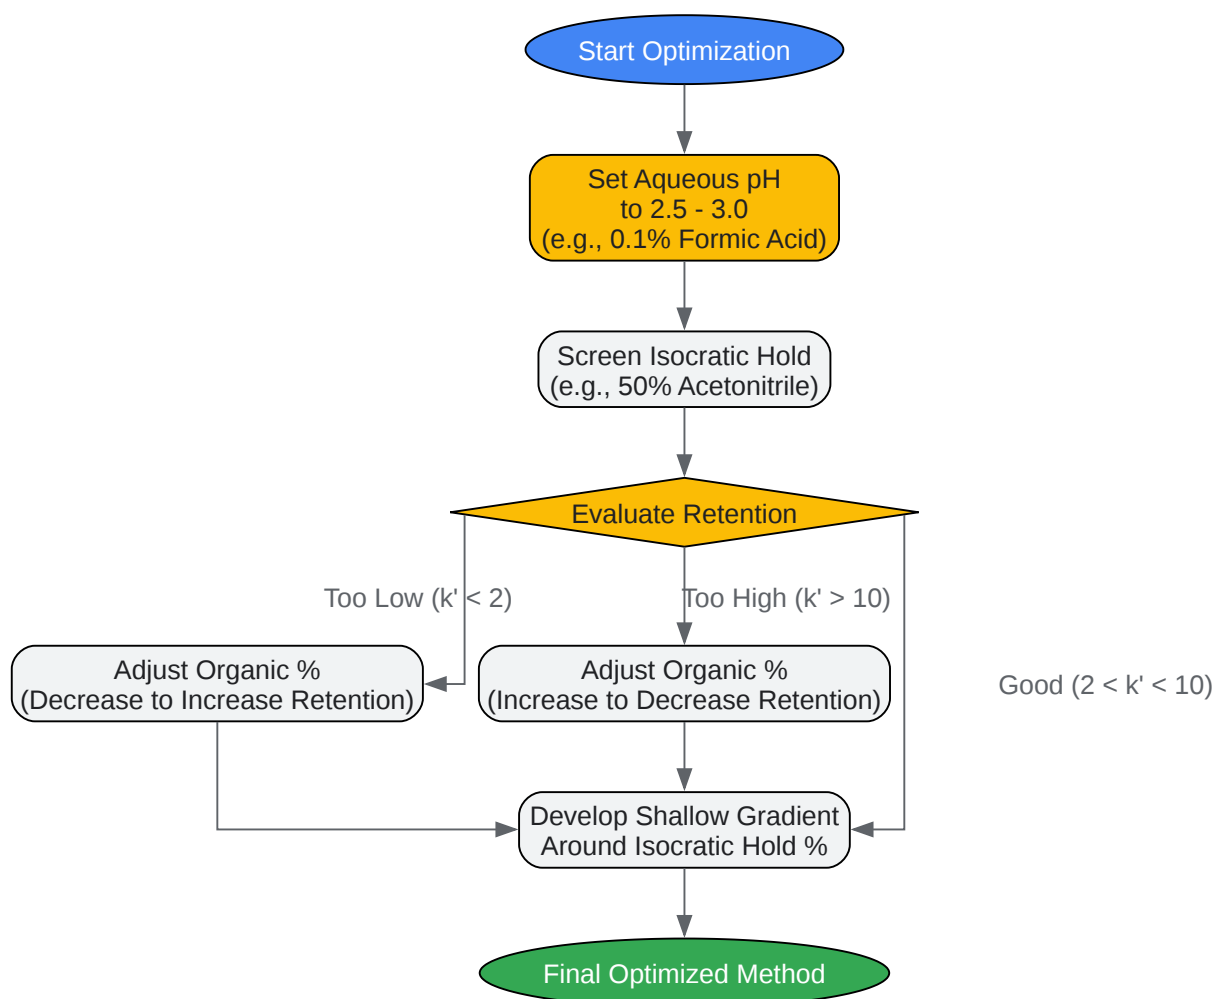 Start Optimization
Set Aqueous pH
to 2.5 - 3.0
(e.g., 0.1% Formic Acid)
Screen Isocratic Hold
(e.g., 50% Acetonitrile)
Evaluate Retention
Too Low (k' < 2)
Too High (k' > 10)
Good (2 < k' < 10)
Adjust Organic %
(Decrease to Increase Retention)
Adjust Organic %
(Increase to Decrease Retention)
Develop Shallow Gradient
Around Isocratic Hold %
Final Optimized Method